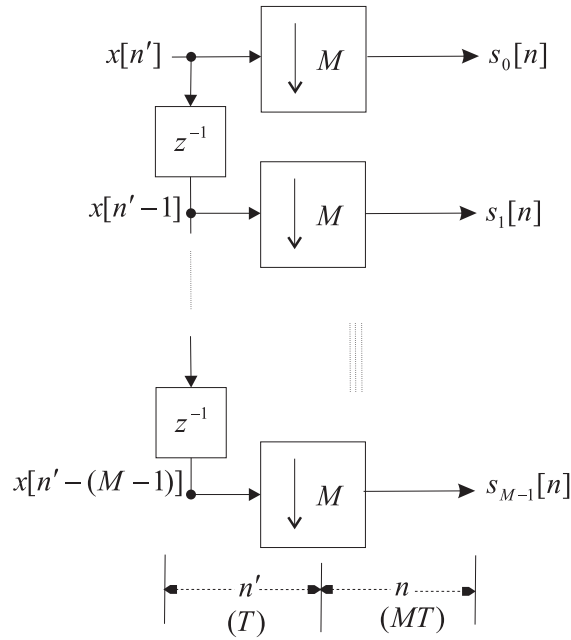 x[n′] ↓ M s₀[n]
z⁻¹
x[n′−1] ↓ M s₁[n]
z⁻¹
x[n′−(M−1)] ↓ M s_{M−1}[n]
n′ n
(T) (MT)